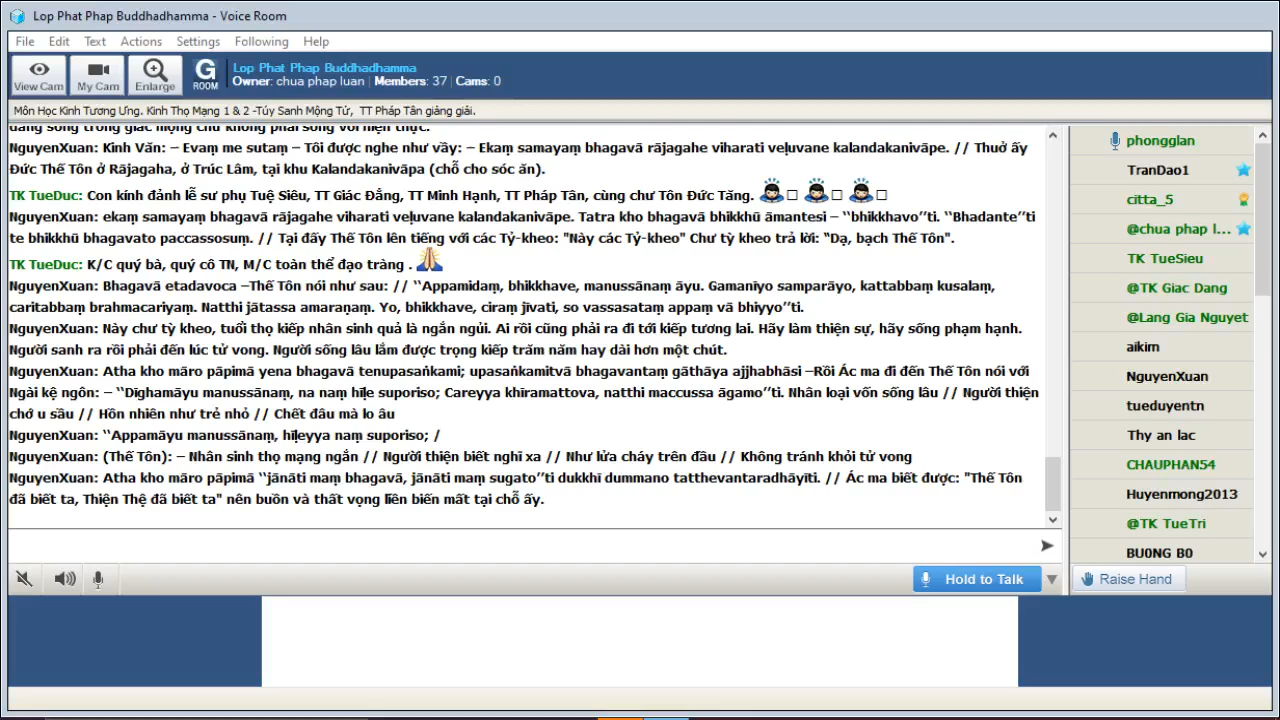 Lop Phat Phap Buddhadhamma - Voice Room
File Edit Text Actions Settings Following Help
View Cam My Cam Enlarge G ROOM
Lop Phat Phap Buddhadhamma
Owner: chua phap luan | Members: 37 | Cams: 0
Môn Học Kinh Tương Ưng. Kinh Thọ Mạng 1 & 2 -Túy Sanh Mộng Tử, TT Pháp Tân giảng giải.
đang sống trong giấc mộng chứ không phải sống với hiện thực.
NguyenXuan: Kinh Văn: – Evaṃ me sutaṃ – Tôi được nghe như vầy: – Ekaṃ samayaṃ bhagavā rājagahe viharati veḷuvane kalandakanivāpe. // Thuở ấy
Đức Thế Tôn ở Rājagaha, ở Trúc Lâm, tại khu Kalandakanivāpa (chỗ cho sóc ăn).
TK TueDuc: Con kính đảnh lễ sư phụ Tuệ Siêu, TT Giác Đẳng, TT Minh Hạnh, TT Pháp Tân, cùng chư Tôn Đức Tăng.
NguyenXuan: ekaṃ samayaṃ bhagavā rājagahe viharati veḷuvane kalandakanivāpe. Tatra kho bhagavā bhikkhū āmantesi – ‘‘bhikkhavo’’ti. ‘‘Bhadante’’ti
te bhikkhū bhagavato paccassosuṃ. // Tại đấy Thế Tôn lên tiếng với các Tỷ-kheo: "Này các Tỷ-kheo" Chư tỳ kheo trả lời: “Dạ, bạch Thế Tôn".
TK TueDuc: K/C quý bà, quý cô TN, M/C toàn thể đạo tràng .
NguyenXuan: Bhagavā etadavoca –Thế Tôn nói như sau: // ‘‘Appamidaṃ, bhikkhave, manussānaṃ āyu. Gamanīyo samparāyo, kattabbaṃ kusalaṃ,
caritabbaṃ brahmacariyaṃ. Natthi jātassa amaraṇaṃ. Yo, bhikkhave, ciraṃ jīvati, so vassasataṃ appaṃ vā bhiyyo’’ti.
NguyenXuan: Này chư tỳ kheo, tuổi thọ kiếp nhân sinh quả là ngắn ngủi. Ai rồi cũng phải ra đi tới kiếp tương lai. Hãy làm thiện sự, hãy sống phạm hạnh.
Người sanh ra rồi phải đến lúc tử vong. Người sống lâu lắm được trọng kiếp trăm năm hay dài hơn một chút.
NguyenXuan: Atha kho māro pāpimā yena bhagavā tenupasaṅkami; upasaṅkamitvā bhagavantaṃ gāthāya ajjhabhāsi –Rồi Ác ma đi đến Thế Tôn nói với
Ngài kệ ngôn: – ‘‘Dīghamāyu manussānaṃ, na naṃ hīḷe suporiso; Careyya khīramattova, natthi maccussa āgamo’’ti. Nhân loại vốn sống lâu // Người thiện
chớ u sầu // Hồn nhiên như trẻ nhỏ // Chết đâu mà lo âu
NguyenXuan: ‘‘Appamāyu manussānaṃ, hīḷeyya naṃ suporiso; /
NguyenXuan: (Thế Tôn): – Nhân sinh thọ mạng ngắn // Người thiện biết nghĩ xa // Như lửa cháy trên đầu // Không tránh khỏi tử vong
NguyenXuan: Atha kho māro pāpimā ‘‘jānāti maṃ bhagavā, jānāti maṃ sugato’’ti dukkhī dummano tatthevantaradhāyīti. // Ác ma biết được: "Thế Tôn
đã biết ta, Thiện Thệ đã biết ta" nên buồn và thất vọng liền biến mất tại chỗ ấy.
phongglan
TranDao1
citta_5
@chua phap l...
TK TueSieu
@TK Giac Dang
@Lang Gia Nguyet
aikim
NguyenXuan
tueduyentn
Thy an lac
CHAUPHAN54
Huyenmong2013
@TK TueTri
BU0NG B0
Hold to Talk
Raise Hand